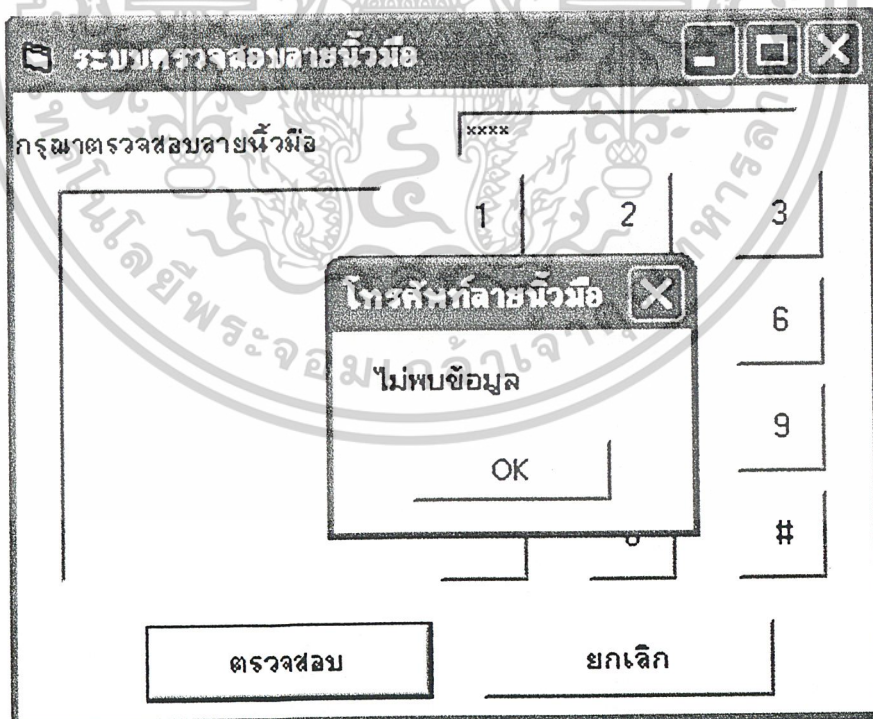 ระบบตรวจสอบลายนิ้วมือ
กรุณาตรวจสอบลายนิ้วมือ
xxxx
1 2 3
โทรศัพท์ลายนิ้วมือ
6
ไม่พบข้อมูล
9
OK
#
ตรวจสอบ ยกเลิก